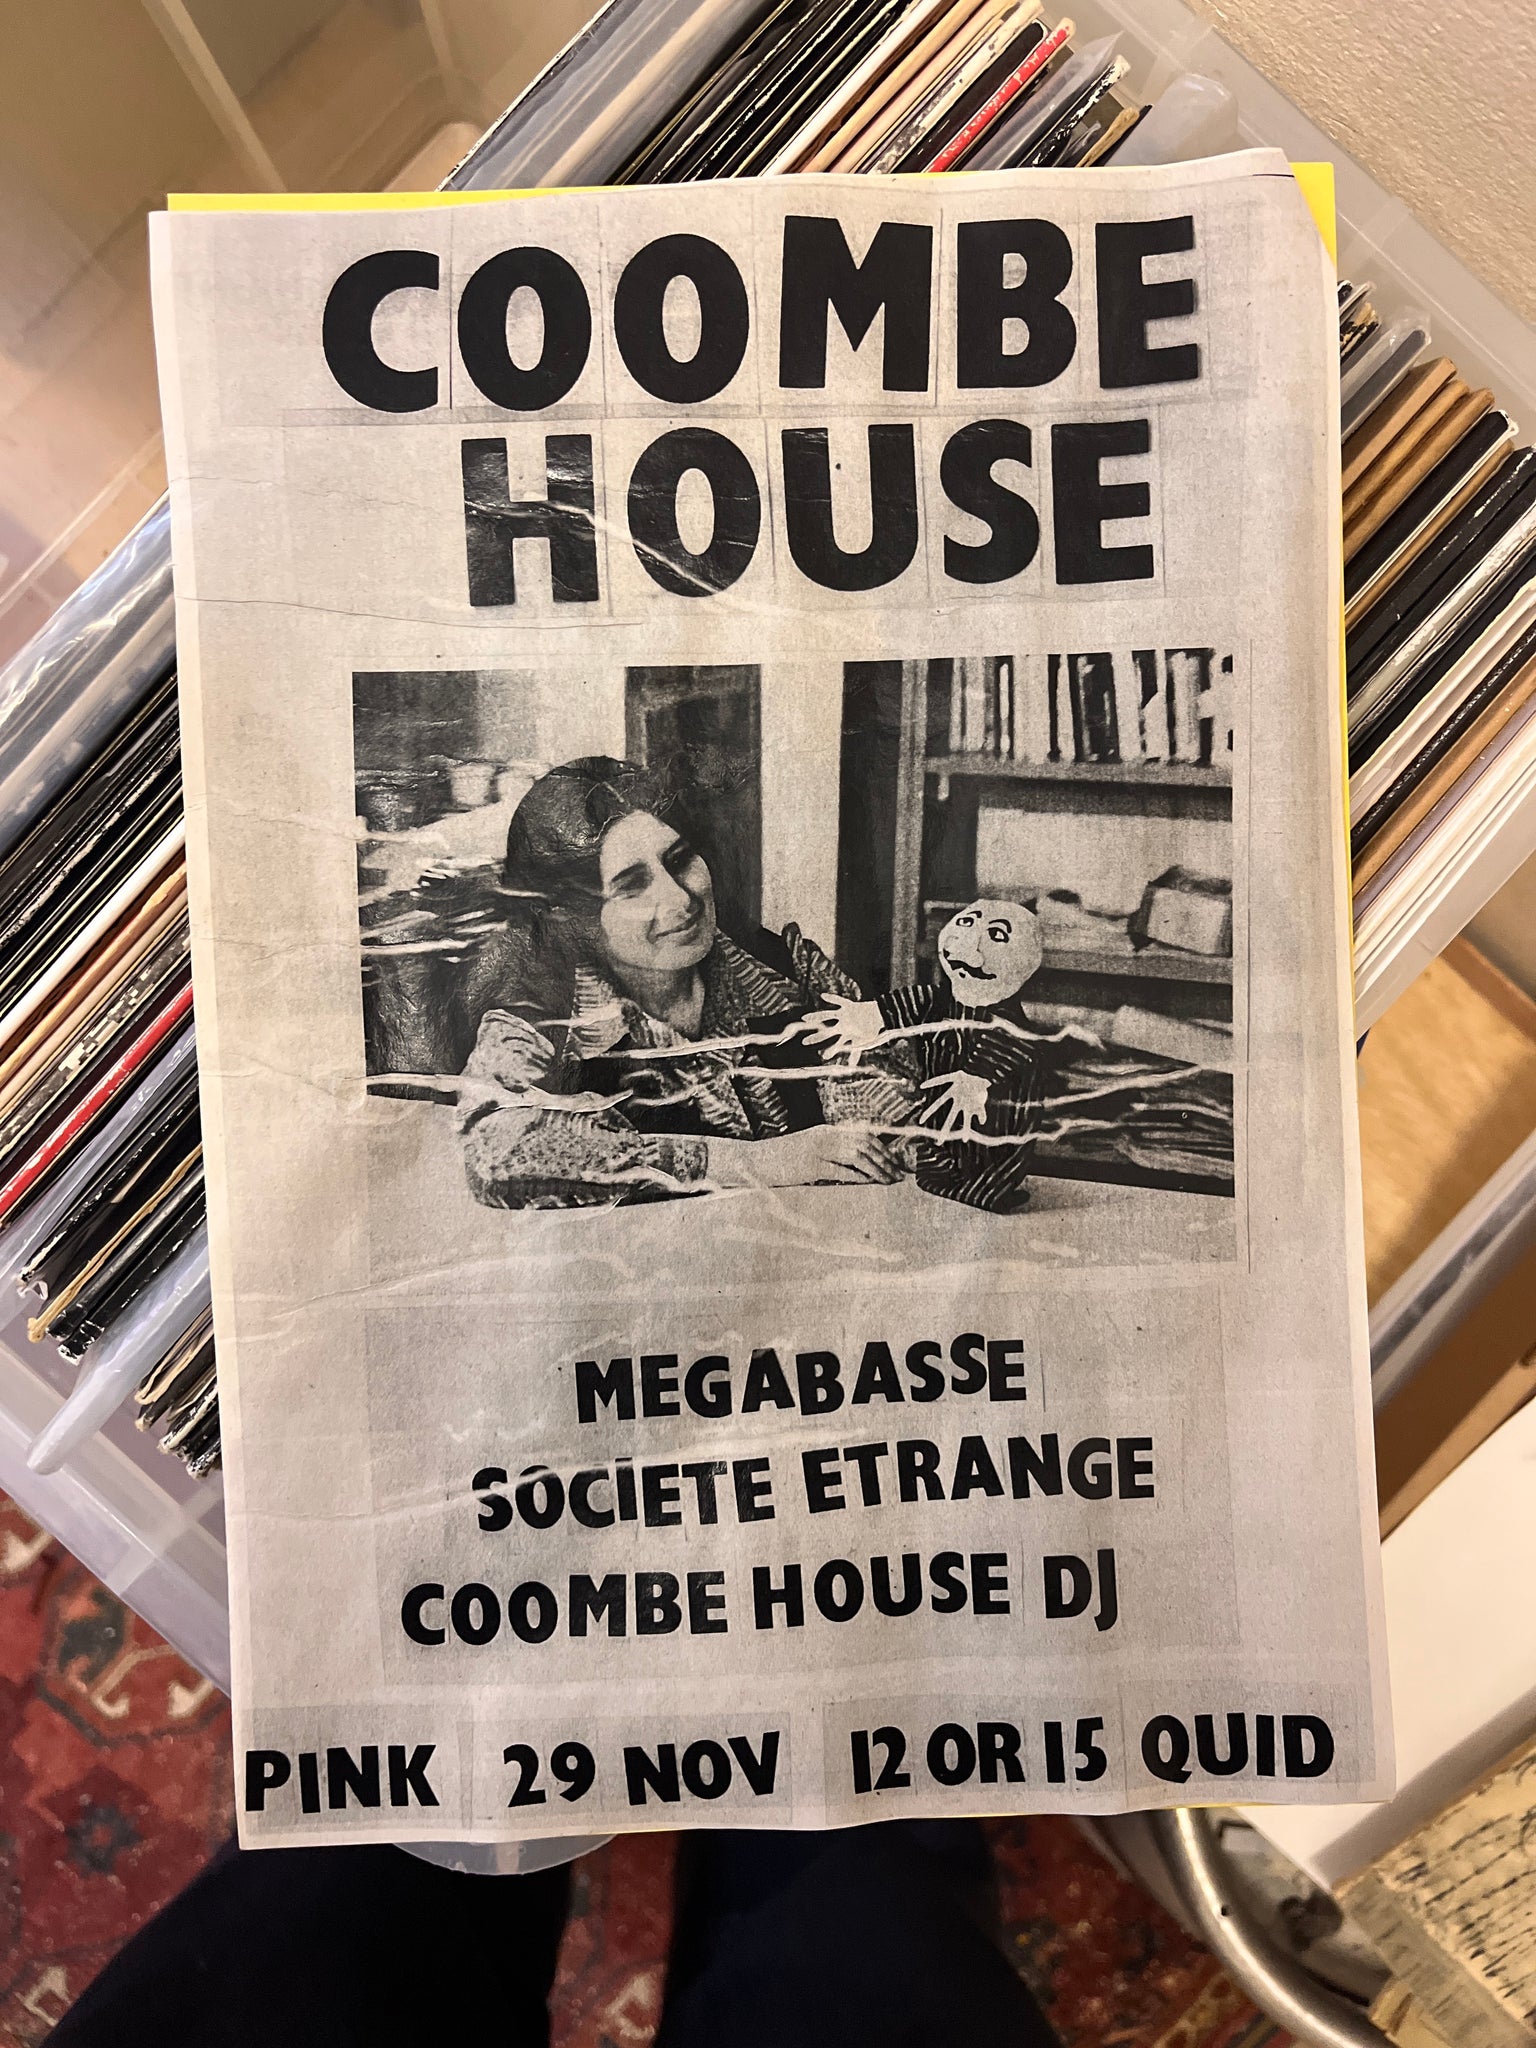 COOMBE
HOUSE
MEGABASSE
SOCIETE ETRANGE
COOMBE HOUSE DJ
PINK 29 NOV 12 OR 15 QUID